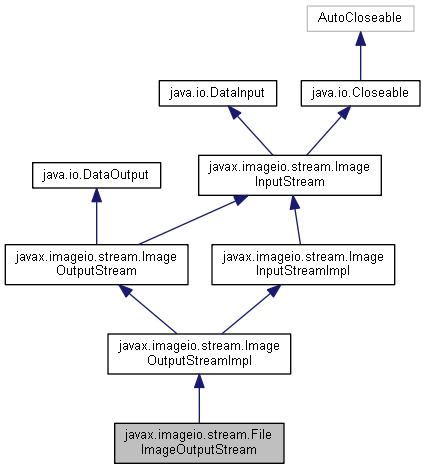 AutoCloseable
java.io.DataInput
java.io.Closeable
java.io.DataOutput
javax.imageio.stream.Image
InputStream
javax.imageio.stream.Image
OutputStream
javax.imageio.stream.Image
InputStreamImpl
javax.imageio.stream.Image
OutputStreamImpl
javax.imageio.stream.File
ImageOutputStream